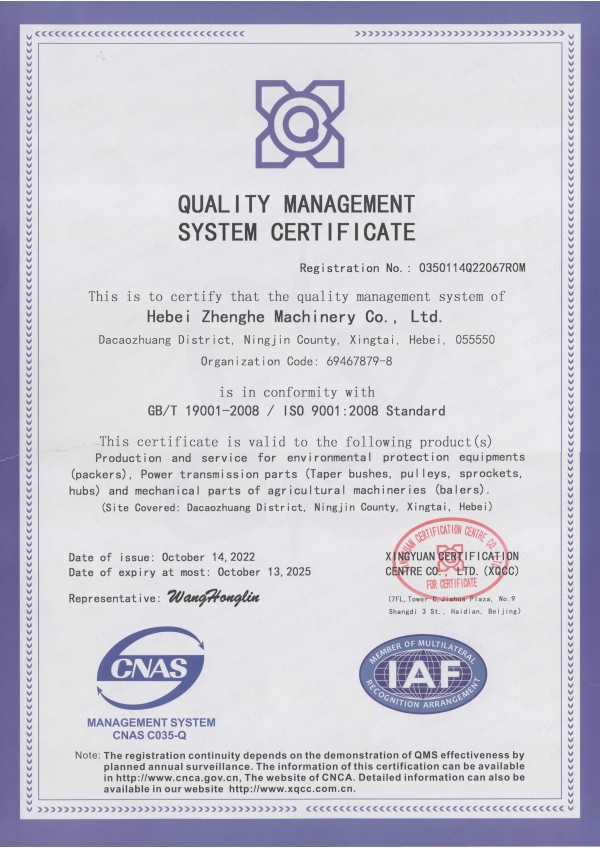 QUALITY MANAGEMENT
SYSTEM CERTIFICATE
Registration No.: 0350114Q22067R0M
This is to certify that the quality management system of
Hebei Zhenghe Machinery Co., Ltd.
Dacaozhuang District, Ningjin County, Xingtai, Hebei, 055550
Organization Code: 69467879-8
is in conformity with
GB/T 19001-2008 / ISO 9001:2008 Standard
This certificate is valid to the following product(s)
Production and service for environmental protection equipments
(packers), Power transmission parts (Taper bushes, pulleys, sprockets,
hubs) and mechanical parts of agricultural machineries (balers).
(Site Covered: Dacaozhuang District, Ningjin County, Xingtai, Hebei)
Date of issue: October 14, 2022
Date of expiry at most: October 13, 2025
Representative: WangHonglin
XINGYUAN CERTIFICATION
CENTRE CO., LTD. (XQCC)
(7FL, Tower C, Jiahua Plaza, No.9
Shangdi 3 St., Haidian, Beijing)
XINGYUAN CERTIFICATION CENTRE CO., LTD.
FOR CERTIFICATE
CNAS
MANAGEMENT SYSTEM
CNAS C035-Q
MEMBER OF MULTILATERAL
IAF
RECOGNITION ARRANGEMENT
Note: The registration continuity depends on the demonstration of QMS effectiveness by
planned annual surveillance. The information of this certification can be available
in http://www.cnca.gov.cn, The website of CNCA. Detailed information can also be
available in our website http://www.xqcc.com.cn.